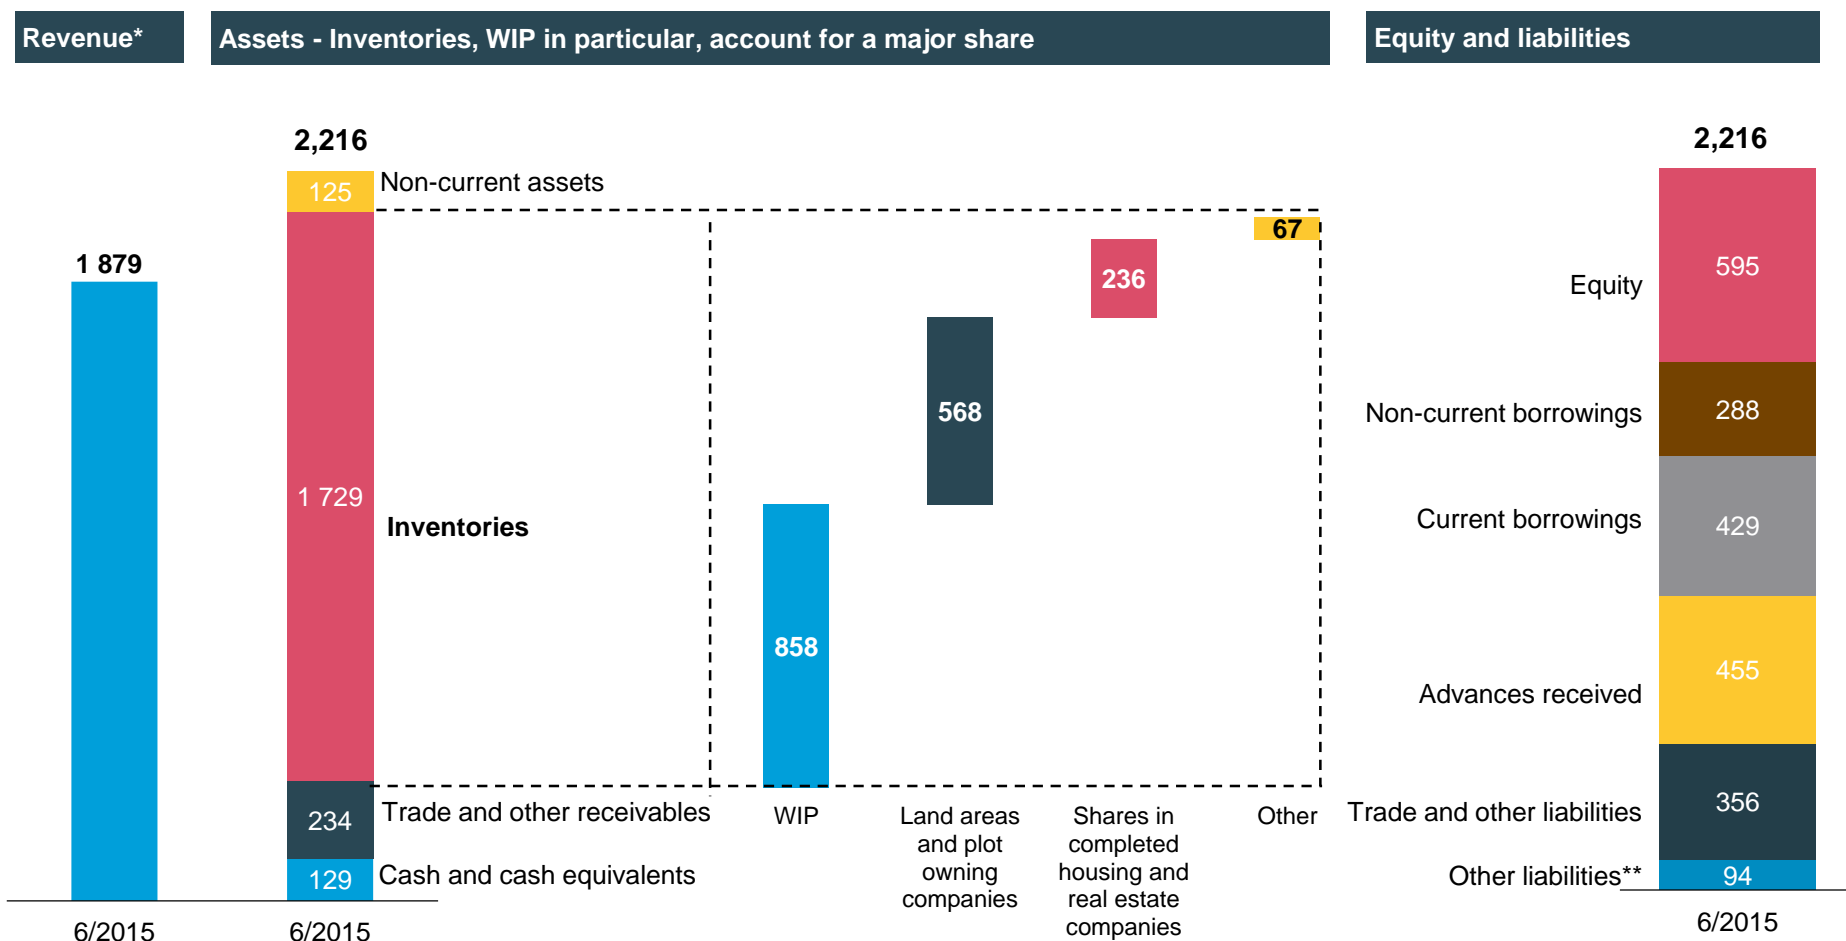 Revenue*
Assets - Inventories, WIP in particular, account for a major share
Equity and liabilities
1 879
6/2015
2,216
125
Non-current assets
1 729
Inventories
234
Trade and other receivables
129
Cash and cash equivalents
6/2015
858
568
236
67
WIP
Land areas
and plot
owning
companies
Shares in
completed
housing and
real estate
companies
Other
2,216
Equity
595
Non-current borrowings
288
Current borrowings
429
Advances received
455
Trade and other liabilities
356
Other liabilities**
94
6/2015